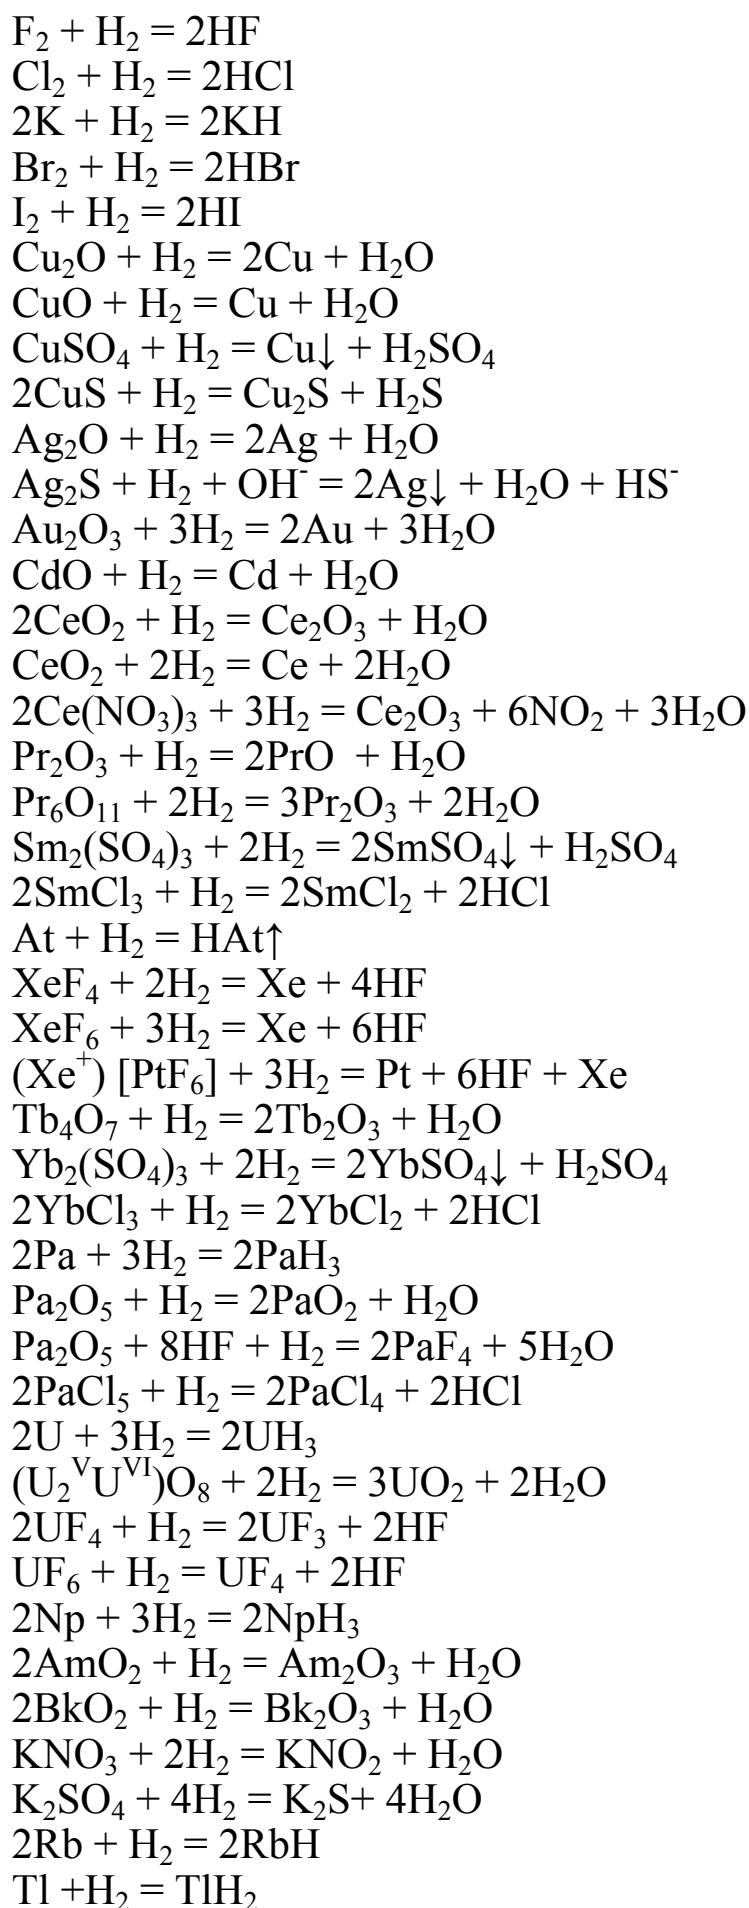 F₂ + H₂ = 2HF
Cl₂ + H₂ = 2HCl
2K + H₂ = 2KH
Br₂ + H₂ = 2HBr
I₂ + H₂ = 2HI
Cu₂O + H₂ = 2Cu + H₂O
CuO + H₂ = Cu + H₂O
CuSO₄ + H₂ = Cu↓ + H₂SO₄
2CuS + H₂ = Cu₂S + H₂S
Ag₂O + H₂ = 2Ag + H₂O
Ag₂S + H₂ + OH⁻ = 2Ag↓ + H₂O + HS⁻
Au₂O₃ + 3H₂ = 2Au + 3H₂O
CdO + H₂ = Cd + H₂O
2CeO₂ + H₂ = Ce₂O₃ + H₂O
CeO₂ + 2H₂ = Ce + 2H₂O
2Ce(NO₃)₃ + 3H₂ = Ce₂O₃ + 6NO₂ + 3H₂O
Pr₂O₃ + H₂ = 2PrO + H₂O
Pr₆O₁₁ + 2H₂ = 3Pr₂O₃ + 2H₂O
Sm₂(SO₄)₃ + 2H₂ = 2SmSO₄↓ + H₂SO₄
2SmCl₃ + H₂ = 2SmCl₂ + 2HCl
At + H₂ = HAt↑
XeF₄ + 2H₂ = Xe + 4HF
XeF₆ + 3H₂ = Xe + 6HF
(Xe⁺) [PtF₆] + 3H₂ = Pt + 6HF + Xe
Tb₄O₇ + H₂ = 2Tb₂O₃ + H₂O
Yb₂(SO₄)₃ + 2H₂ = 2YbSO₄↓ + H₂SO₄
2YbCl₃ + H₂ = 2YbCl₂ + 2HCl
2Pa + 3H₂ = 2PaH₃
Pa₂O₅ + H₂ = 2PaO₂ + H₂O
Pa₂O₅ + 8HF + H₂ = 2PaF₄ + 5H₂O
2PaCl₅ + H₂ = 2PaCl₄ + 2HCl
2U + 3H₂ = 2UH₃
(U₂ⱽUⱽᴵ)O₈ + 2H₂ = 3UO₂ + 2H₂O
2UF₄ + H₂ = 2UF₃ + 2HF
UF₆ + H₂ = UF₄ + 2HF
2Np + 3H₂ = 2NpH₃
2AmO₂ + H₂ = Am₂O₃ + H₂O
2BkO₂ + H₂ = Bk₂O₃ + H₂O
KNO₃ + 2H₂ = KNO₂ + H₂O
K₂SO₄ + 4H₂ = K₂S+ 4H₂O
2Rb + H₂ = 2RbH
Tl +H₂ = TlH₂